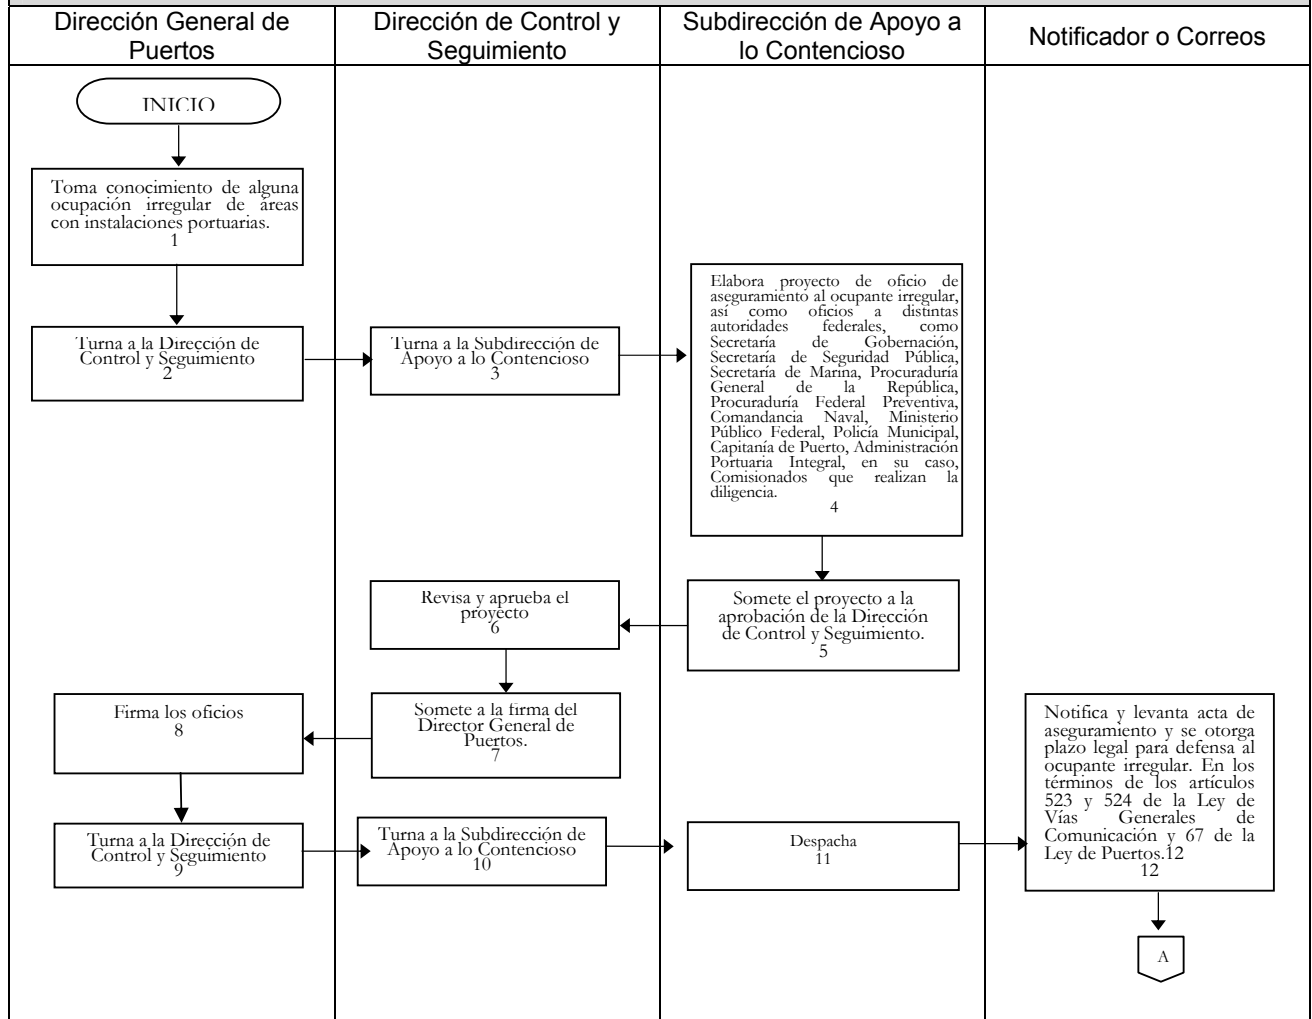 Dirección General de
Puertos
Dirección de Control y
Seguimiento
Subdirección de Apoyo a
lo Contencioso
Notificador o Correos
INICIO
Toma conocimiento de alguna
ocupación irregular de áreas
con instalaciones portuarias.
1
Turna a la Dirección de
Control y Seguimiento
2
Turna a la Subdirección de
Apoyo a lo Contencioso
3
Elabora proyecto de oficio de
aseguramiento al ocupante irregular,
así como oficios a distintas
autoridades federales, como
Secretaría de Gobernación,
Secretaría de Seguridad Pública,
Secretaría de Marina, Procuraduría
General de la República,
Procuraduría Federal Preventiva,
Comandancia Naval, Ministerio
Público Federal, Policía Municipal,
Capitanía de Puerto, Administración
Portuaria Integral, en su caso,
Comisionados que realizan la
diligencia.
4
Somete el proyecto a la
aprobación de la Dirección
de Control y Seguimiento.
5
Revisa y aprueba el
proyecto
6
Somete a la firma del
Director General de
Puertos.
7
Firma los oficios
8
Turna a la Dirección de
Control y Seguimiento
9
Turna a la Subdirección de
Apoyo a lo Contencioso
10
Despacha
11
Notifica y levanta acta de
aseguramiento y se otorga
plazo legal para defensa al
ocupante irregular. En los
términos de los artículos
523 y 524 de la Ley de
Vías Generales de
Comunicación y 67 de la
Ley de Puertos.12
12
A